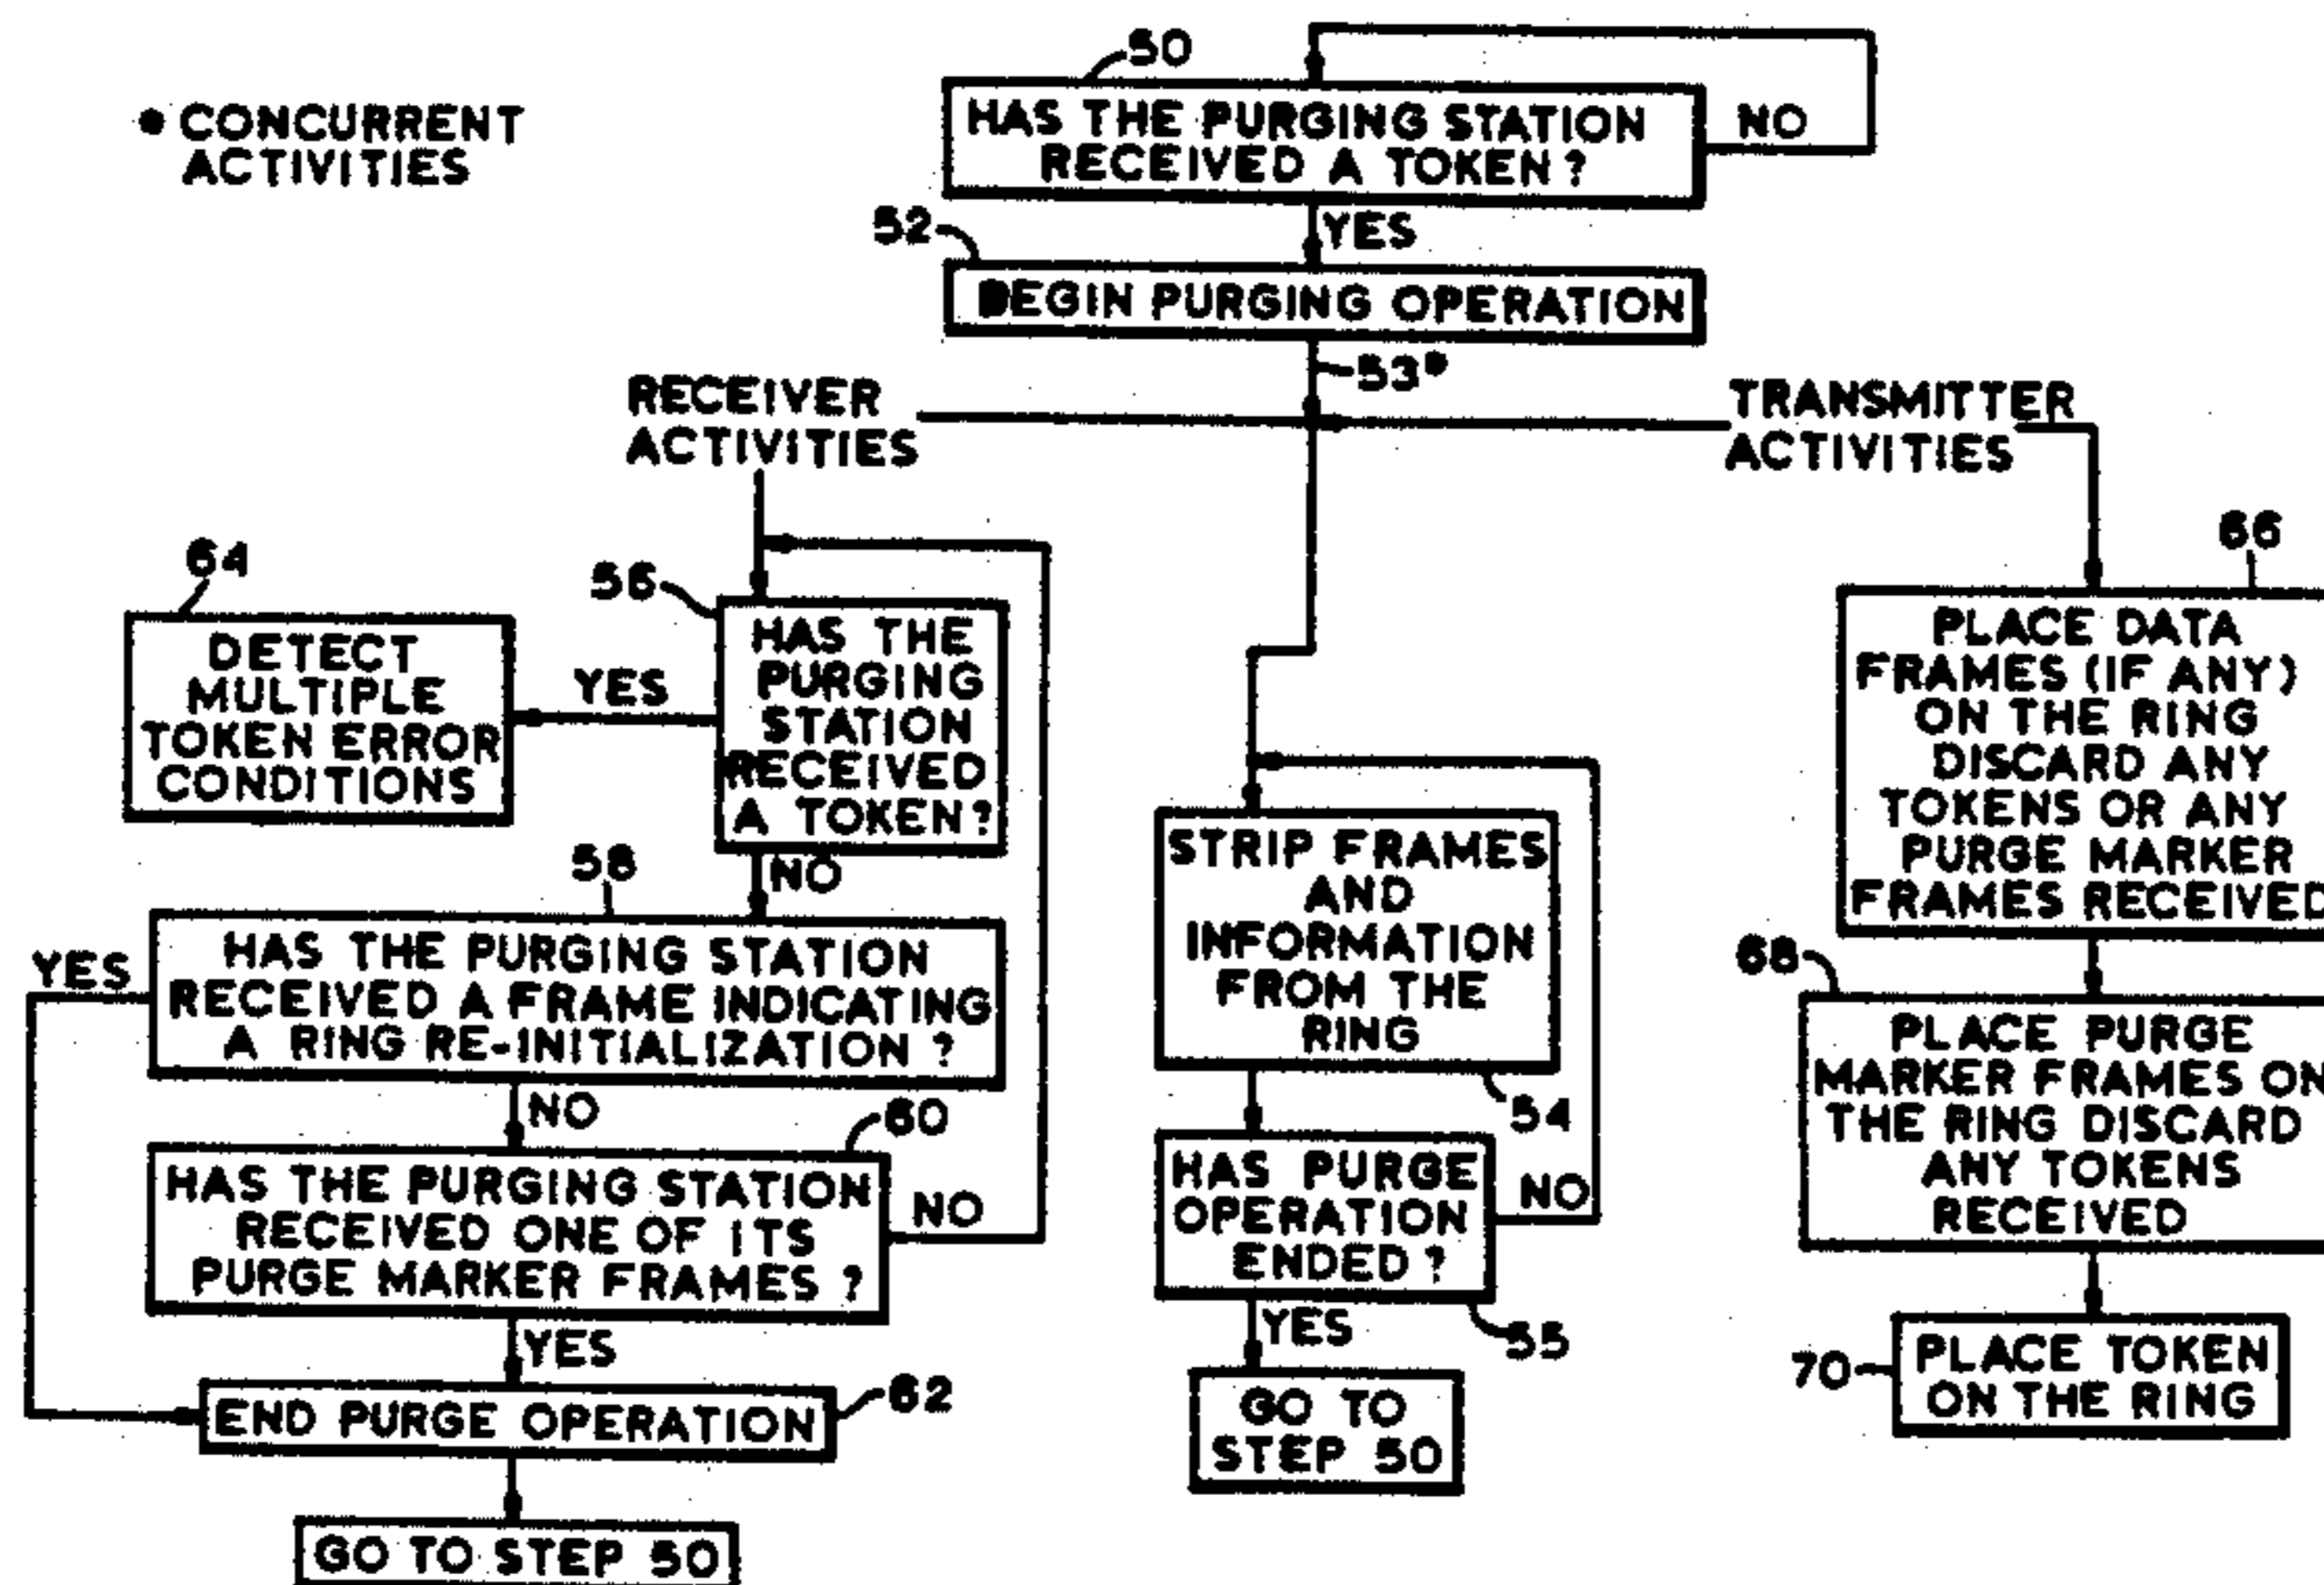 ● CONCURRENT
ACTIVITIES
50
HAS THE PURGING STATION
RECEIVED A TOKEN?
NO
YES
52
BEGIN PURGING OPERATION
53●
RECEIVER
ACTIVITIES
TRANSMITTER
ACTIVITIES
64
DETECT
MULTIPLE
TOKEN ERROR
CONDITIONS
YES
56
HAS THE
PURGING
STATION
RECEIVED
A TOKEN?
NO
58
YES
HAS THE PURGING STATION
RECEIVED A FRAME INDICATING
A RING RE-INITIALIZATION ?
NO
60
HAS THE PURGING STATION
RECEIVED ONE OF ITS
PURGE MARKER FRAMES ?
NO
YES
END PURGE OPERATION
62
GO TO STEP 50
STRIP FRAMES
AND
INFORMATION
FROM THE
RING
54
HAS PURGE
OPERATION
ENDED ?
NO
YES
55
GO TO
STEP 50
66
PLACE DATA
FRAMES (IF ANY)
ON THE RING
DISCARD ANY
TOKENS OR ANY
PURGE MARKER
FRAMES RECEIVED
68
PLACE PURGE
MARKER FRAMES ON
THE RING DISCARD
ANY TOKENS
RECEIVED
70
PLACE TOKEN
ON THE RING